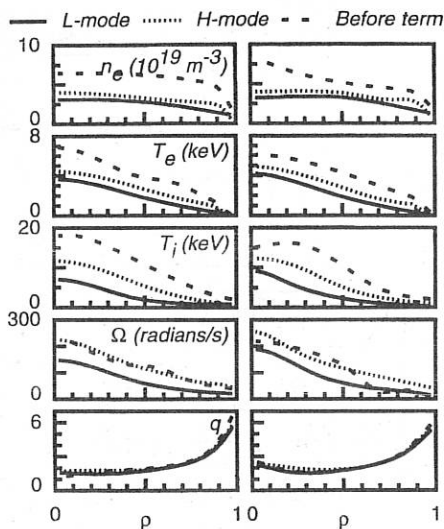 L-mode H-mode Before term
10 n_e (10^19 m^-3)
0
8 T_e (keV)
0
20 T_i (keV)
0
300 Ω (radians/s)
0
6 q
0
0 ρ 1 0 ρ 1